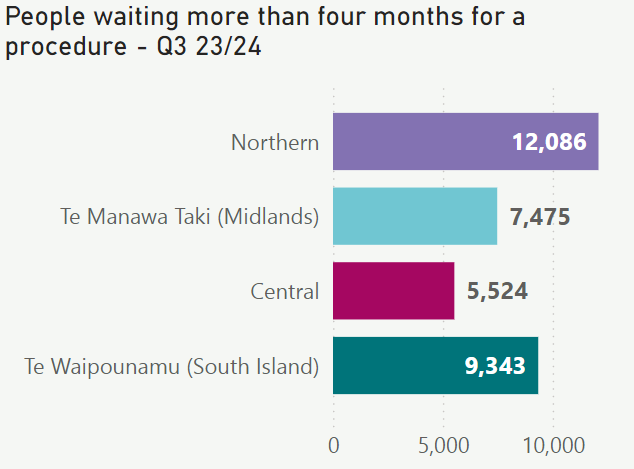 People waiting more than four months for a
procedure - Q3 23/24
Northern
12,086
Te Manawa Taki (Midlands)
7,475
Central
5,524
Te Waipounamu (South Island)
9,343
0
5,000
10,000